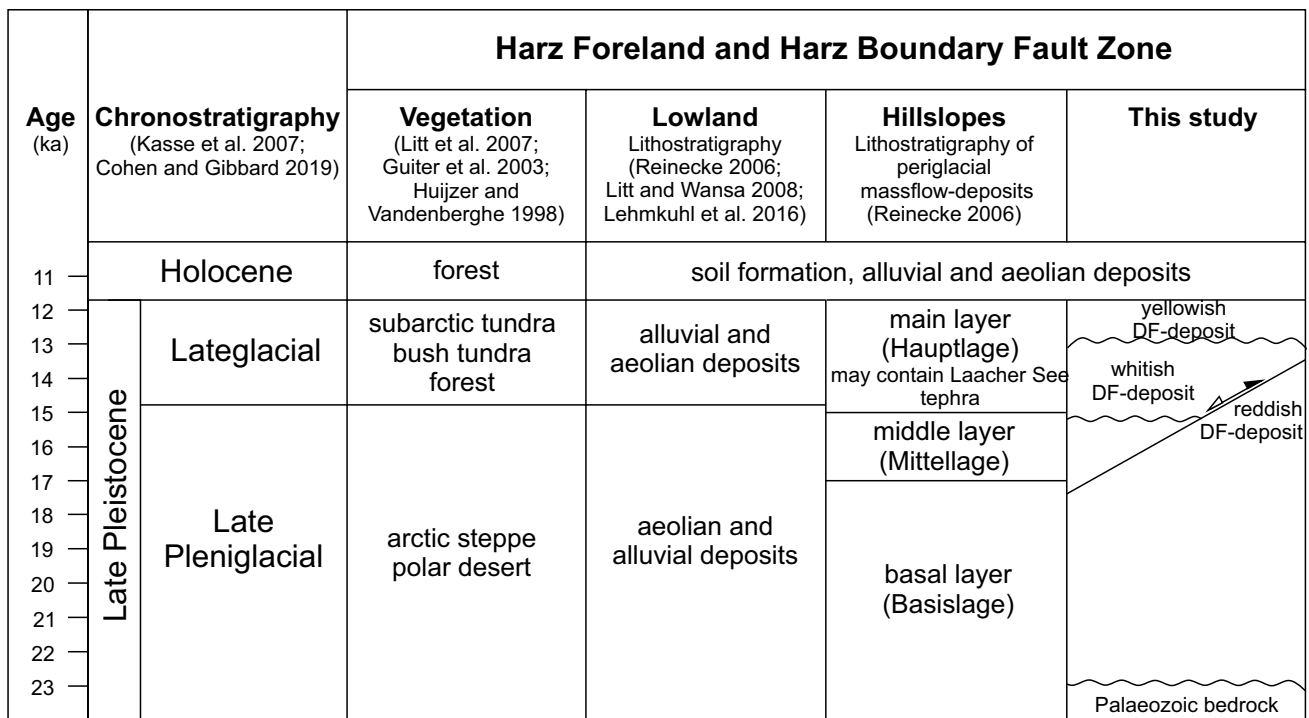 Harz Foreland and Harz Boundary Fault Zone
Age
(ka)
Chronostratigraphy
(Kasse et al. 2007;
Cohen and Gibbard 2019)
Vegetation
(Litt et al. 2007;
Guiter et al. 2003;
Huijzer and
Vandenberghe 1998)
Lowland
Lithostratigraphy
(Reinecke 2006;
Litt and Wansa 2008;
Lehmkuhl et al. 2016)
Hillslopes
Lithostratigraphy of
periglacial
massflow-deposits
(Reinecke 2006)
This study
11
12
13
14
15
16
17
18
19
20
21
22
23
Holocene
forest
soil formation, alluvial and aeolian deposits
Late Pleistocene
Lateglacial
subarctic tundra
bush tundra
forest
alluvial and
aeolian deposits
main layer
(Hauptlage)
may contain Laacher See
tephra
yellowish
DF-deposit
whitish
DF-deposit
reddish
DF-deposit
middle layer
(Mittellage)
Late
Pleniglacial
arctic steppe
polar desert
aeolian and
alluvial deposits
basal layer
(Basislage)
Palaeozoic bedrock